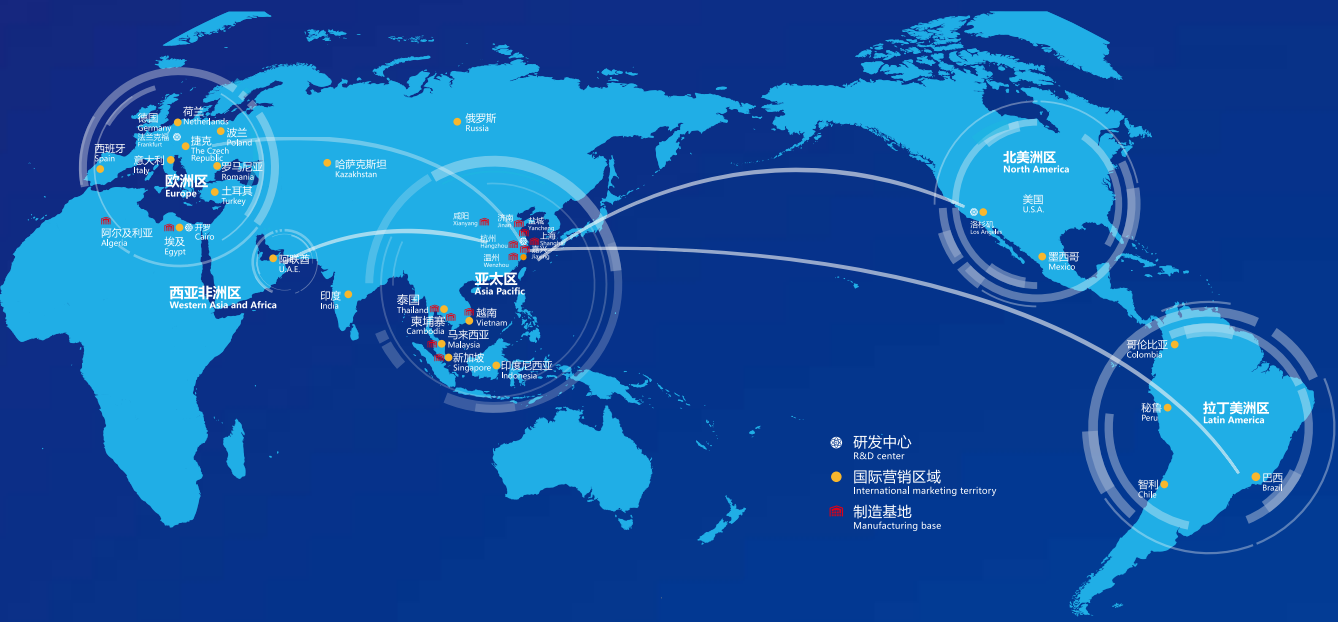 荷兰
Netherlands
德国
Germany
法兰克福
Frankfurt
波兰
Poland
捷克
The Czech
Republic
西班牙
Spain
意大利
Italy
罗马尼亚
Romania
欧洲区
Europe
土耳其
Turkey
阿尔及利亚
Algeria
埃及
Egypt
开罗
Cairo
阿联酋
U.A.E.
西亚非洲区
Western Asia and Africa
俄罗斯
Russia
哈萨克斯坦
Kazakhstan
印度
India
咸阳
Xianyang
济南
Jinan
盐城
Yancheng
杭州
Hangzhou
上海
Shanghai
嘉兴
Jiaxing
温州
Wenzhou
亚太区
Asia Pacific
泰国
Thailand
越南
Vietnam
柬埔寨
Cambodia
马来西亚
Malaysia
新加坡
Singapore
印度尼西亚
Indonesia
北美洲区
North America
美国
U.S.A.
洛杉矶
Los Angeles
墨西哥
Mexico
哥伦比亚
Colombia
秘鲁
Peru
拉丁美洲区
Latin America
智利
Chile
巴西
Brazil
研发中心
R&D center
国际营销区域
International marketing territory
制造基地
Manufacturing base